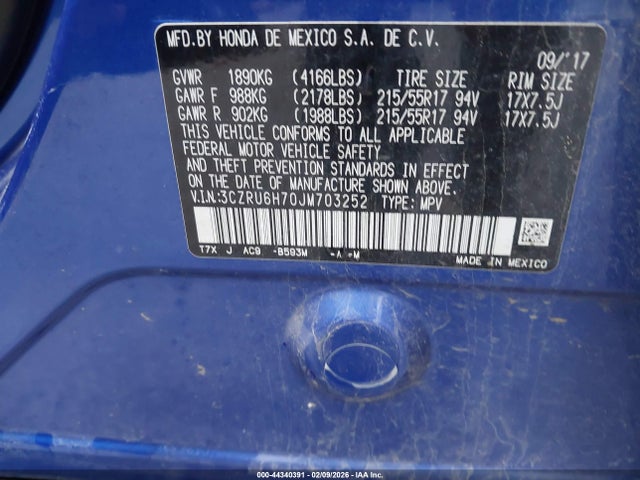 MFD.BY HONDA DE MEXICO S.A. DE C.V.
09/'17
GVWR 1890KG (4166LBS) TIRE SIZE RIM SIZE
GAWR F 988KG (2178LBS) 215/55R17 94V 17X7.5J
GAWR R 902KG (1988LBS) 215/55R17 94V 17X7.5J
THIS VEHICLE CONFORMS TO ALL APPLICABLE
FEDERAL MOTOR VEHICLE SAFETY
AND THEFT PREVENTION STANDARDS IN EFFECT
ON THE DATE OF MANUFACTURE SHOWN ABOVE.
V.I.N.:3CZRU6H70JM703252 TYPE: MPV
T7X J AC9 -B593M -A -M MADE IN MEXICO
000-44340391 - 02/09/2026 - IAA Inc.